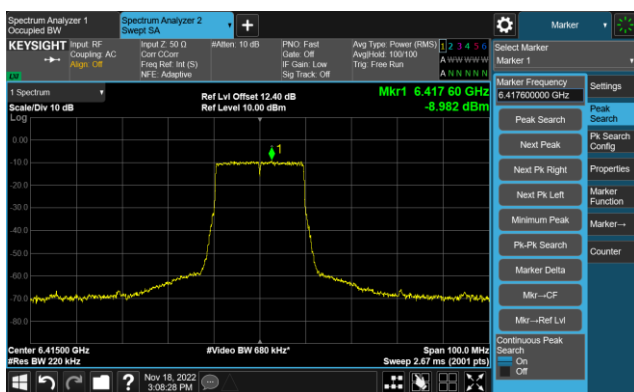 Spectrum Analyzer 1
Occupied BW
Spectrum Analyzer 2
Swept SA
+
Marker
KEYSIGHT
Input: RF
Coupling: AC
Align: Off
Input Z: 50 Ω
Corr CCorr
Freq Ref: Int (S)
NFE: Adaptive
#Atten: 10 dB
PNO: Fast
Gate: Off
IF Gain: Low
Sig Track: Off
Avg Type: Power (RMS)
Avg|Hold: 100/100
Trig: Free Run
1 2 3 4 5 6
A W W W W W
A N N N N N
Select Marker
Marker 1
1 Spectrum
Scale/Div 10 dB
Log
Ref Lvl Offset 12.40 dB
Ref Level 10.00 dBm
Mkr1 6.417 60 GHz
-8.982 dBm
0.00
-10.0
-20.0
-30.0
-40.0
-50.0
-60.0
-70.0
-80.0
1
Center 6.41500 GHz
#Res BW 220 kHz
#Video BW 680 kHz*
Span 100.0 MHz
Sweep 2.67 ms (2001 pts)
Marker Frequency
6.417600000 GHz
Peak Search
Next Peak
Next Pk Right
Next Pk Left
Minimum Peak
Pk-Pk Search
Marker Delta
Mkr→CF
Mkr→Ref Lvl
Continuous Peak
Search
On
Off
Settings
Peak
Search
Pk Search
Config
Properties
Marker
Function
Marker→
Counter
?
Nov 18, 2022
3:08:28 PM